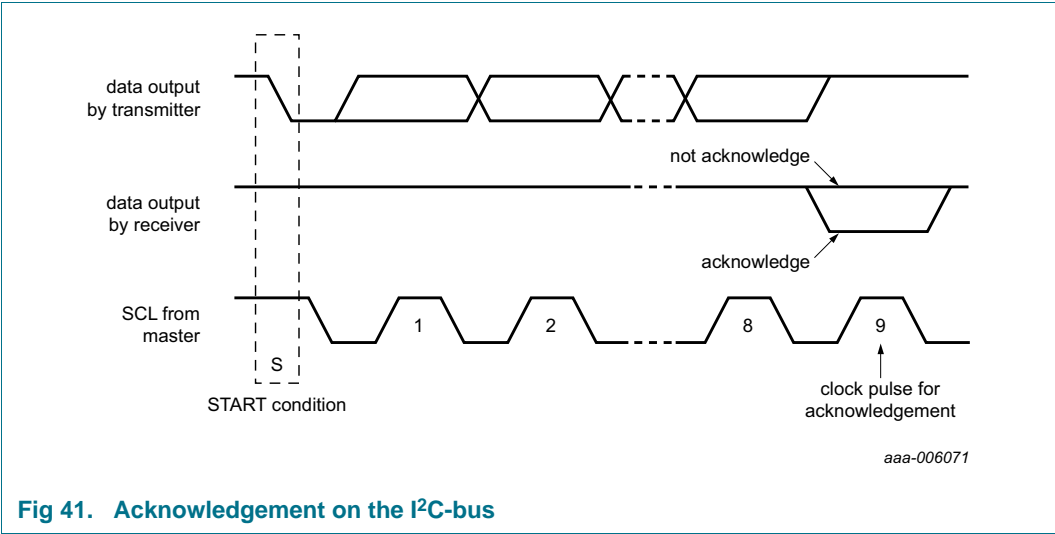 data output
by transmitter
not acknowledge
data output
by receiver
acknowledge
SCL from
master
1
2
8
9
S
START condition
clock pulse for
acknowledgement
aaa-006071
Fig 41. Acknowledgement on the I²C-bus